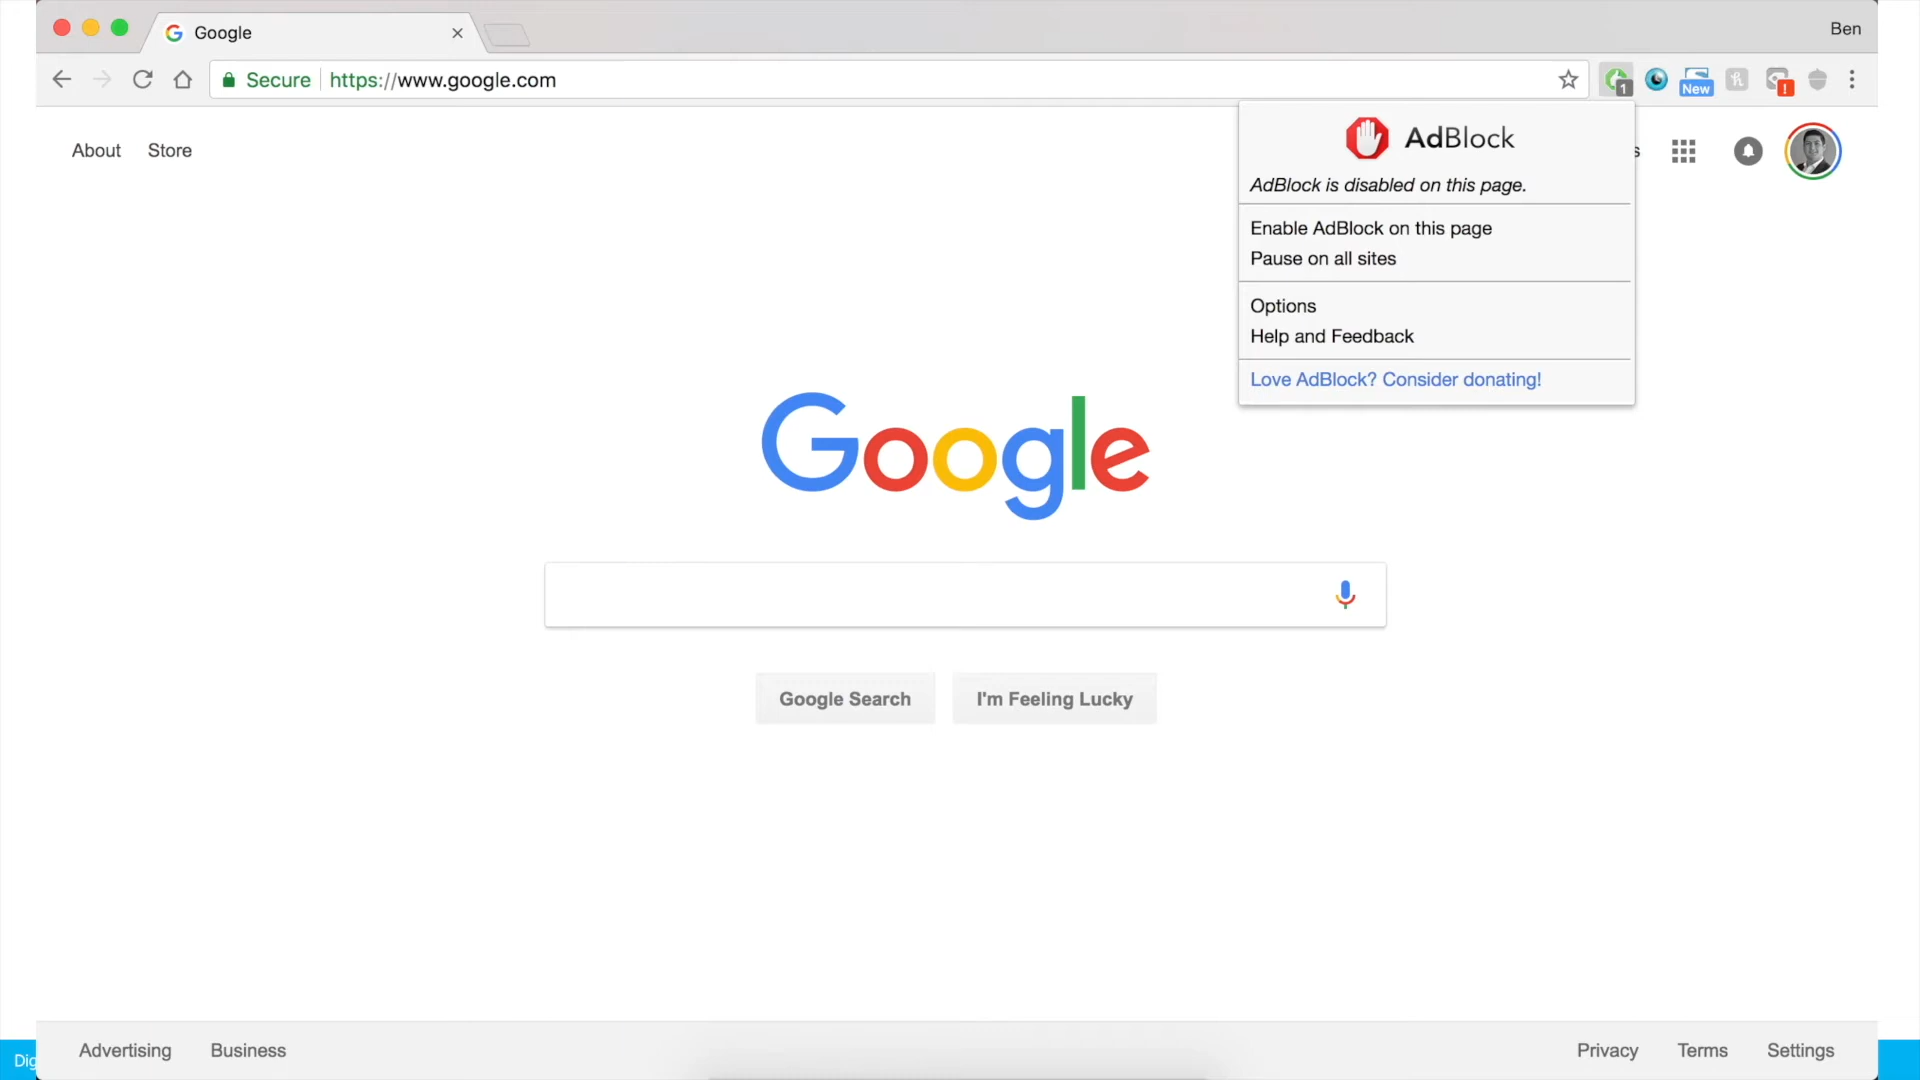 Google
Ben
Secure
https://www.google.com
1
New
!
About
Store
AdBlock
AdBlock is disabled on this page.
Enable AdBlock on this page
Pause on all sites
Options
Help and Feedback
Love AdBlock? Consider donating!
Google
Google Search
I'm Feeling Lucky
Advertising
Business
Privacy
Terms
Settings